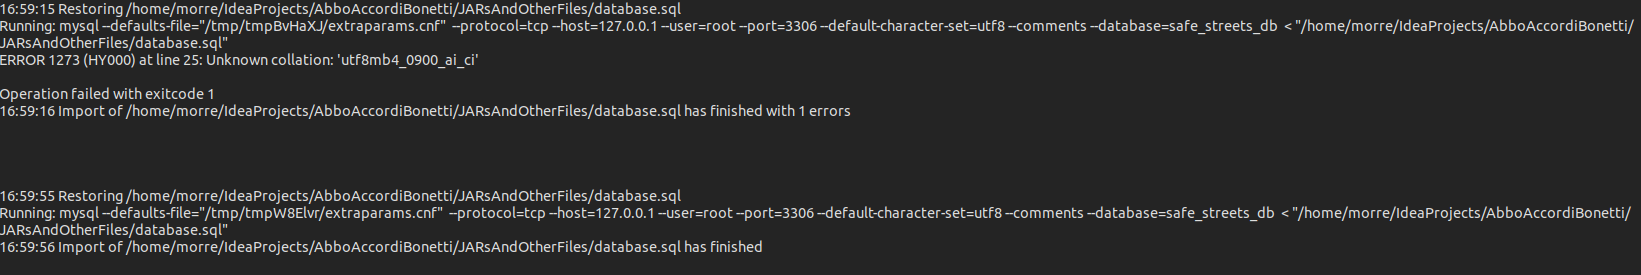 16:59:15 Restoring /home/morre/IdeaProjects/AbboAccordiBonetti/JARsAndOtherFiles/database.sql
Running: mysql --defaults-file="/tmp/tmpBvHaXJ/extraparams.cnf"  --protocol=tcp --host=127.0.0.1 --user=root --port=3306 --default-character-set=utf8 --comments --database=safe_streets_db  < "/home/morre/IdeaProjects/AbboAccordiBonetti/
JARsAndOtherFiles/database.sql"
ERROR 1273 (HY000) at line 25: Unknown collation: 'utf8mb4_0900_ai_ci'
Operation failed with exitcode 1
16:59:16 Import of /home/morre/IdeaProjects/AbboAccordiBonetti/JARsAndOtherFiles/database.sql has finished with 1 errors
16:59:55 Restoring /home/morre/IdeaProjects/AbboAccordiBonetti/JARsAndOtherFiles/database.sql
Running: mysql --defaults-file="/tmp/tmpW8Elvr/extraparams.cnf"  --protocol=tcp --host=127.0.0.1 --user=root --port=3306 --default-character-set=utf8 --comments --database=safe_streets_db  < "/home/morre/IdeaProjects/AbboAccordiBonetti/
JARsAndOtherFiles/database.sql"
16:59:56 Import of /home/morre/IdeaProjects/AbboAccordiBonetti/JARsAndOtherFiles/database.sql has finished